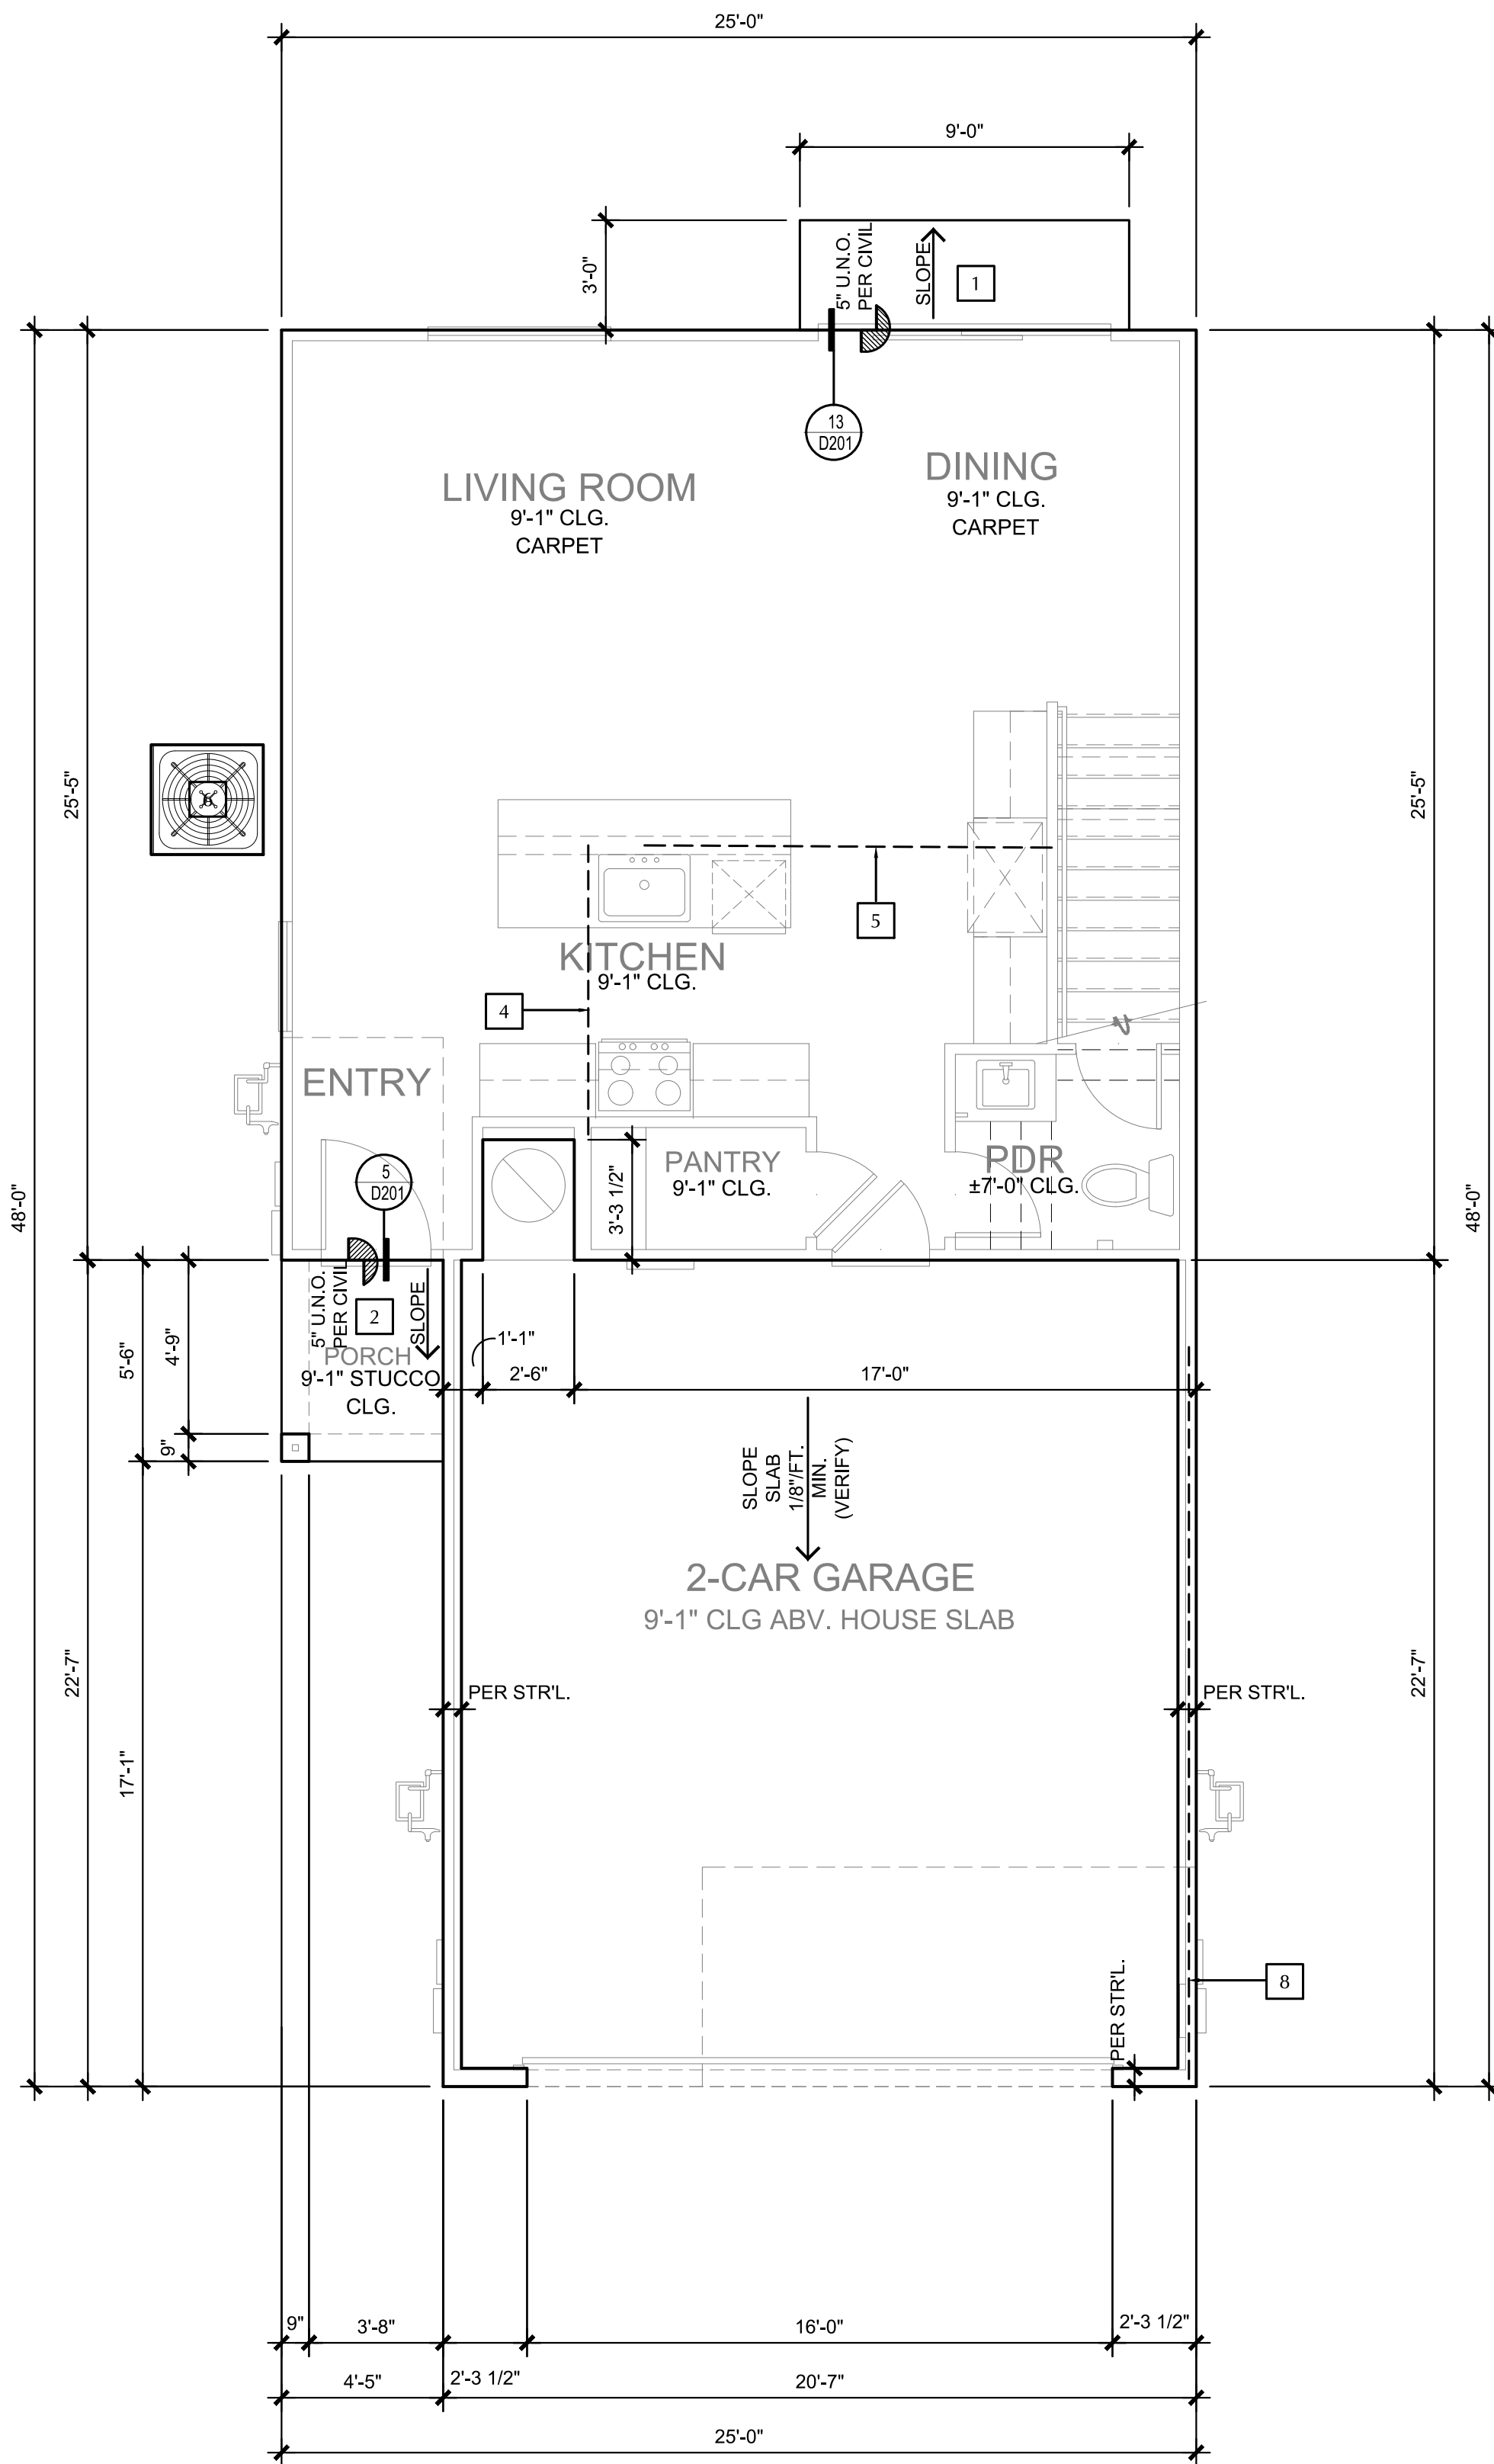 25'-0"
9'-0"
3'-0"
5" U.N.O.
PER CIVIL
SLOPE
1
13
D201
LIVING ROOM
9'-1" CLG.
CARPET
DINING
9'-1" CLG.
CARPET
25'-5"
25'-5"
5
KITCHEN
9'-1" CLG.
4
ENTRY
5
D201
PANTRY
9'-1" CLG.
3'-3 1/2"
PDR
±7'-0" CLG.
48'-0"
48'-0"
5" U.N.O.
PER CIVIL
2
SLOPE
PORCH
9'-1" STUCCO
CLG.
5'-6"
4'-9"
9"
1'-1"
2'-6"
17'-0"
SLOPE
SLAB
1/8"/FT.
MIN.
(VERIFY)
2-CAR GARAGE
9'-1" CLG ABV. HOUSE SLAB
22'-7"
22'-7"
17'-1"
PER STR'L.
PER STR'L.
PER STR'L.
8
9"
3'-8"
16'-0"
2'-3 1/2"
4'-5"
2'-3 1/2"
20'-7"
25'-0"